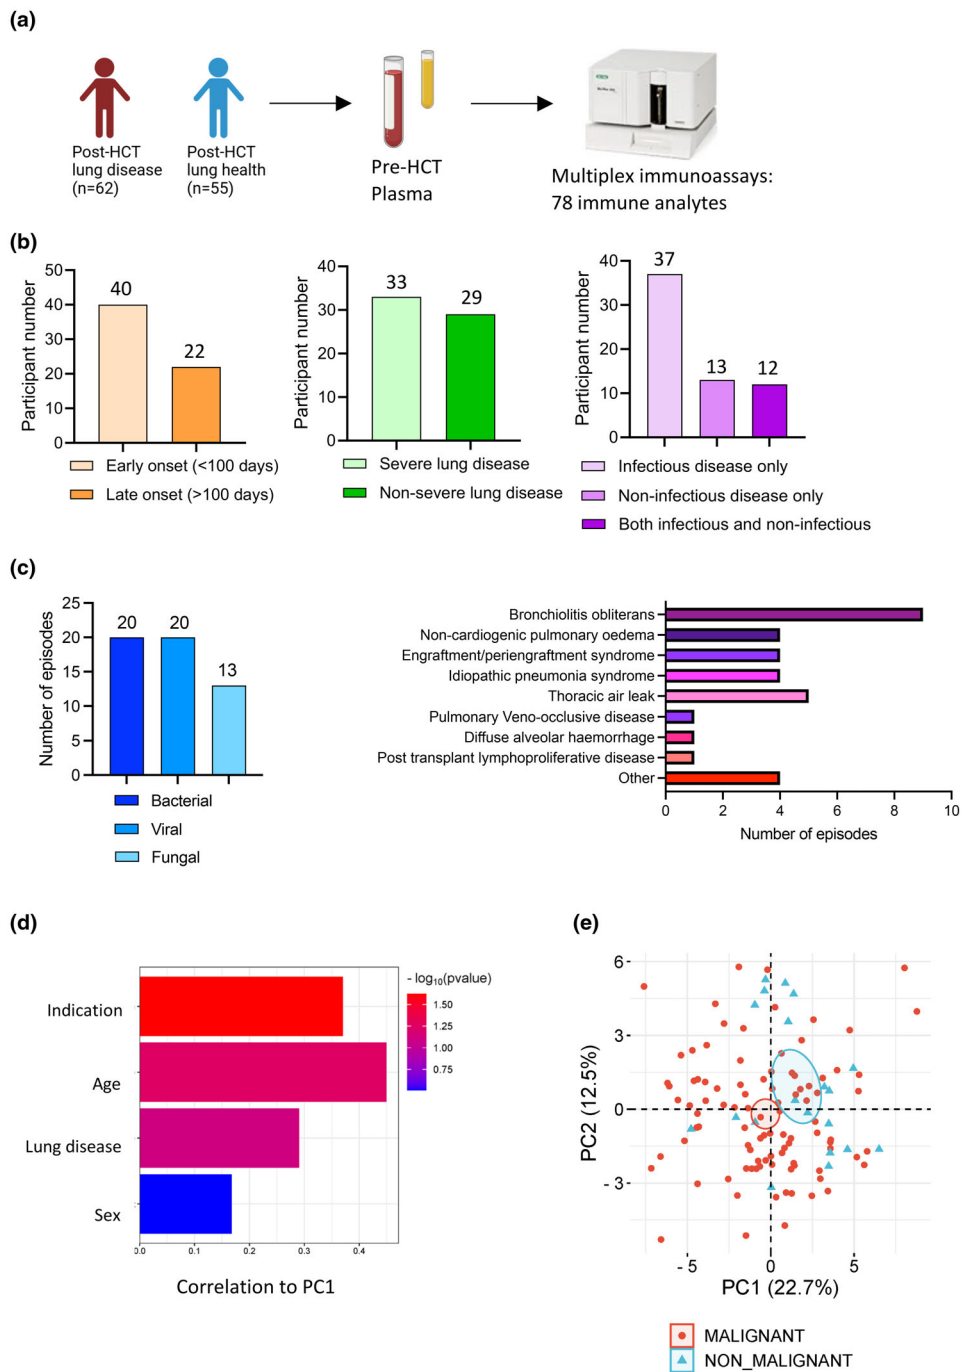 (a)
Post-HCT
lung disease
(n=62)
Post-HCT
lung health
(n=55)
Pre-HCT
Plasma
Multiplex immunoassays:
78 immune analytes
(b)
Participant number
50
40
30
20
10
0
40
22
Early onset (<100 days)
Late onset (>100 days)
Participant number
40
30
20
10
0
33
29
Severe lung disease
Non-severe lung disease
Participant number
40
30
20
10
0
37
13
12
Infectious disease only
Non-infectious disease only
Both infectious and non-infectious
(c)
Number of episodes
25
20
15
10
5
0
20
20
13
Bacterial
Viral
Fungal
Bronchiolitis obliterans
Non-cardiogenic pulmonary oedema
Engraftment/periengraftment syndrome
Idiopathic pneumonia syndrome
Thoracic air leak
Pulmonary Veno-occlusive disease
Diffuse alveolar haemorrhage
Post transplant lymphoproliferative disease
Other
0 2 4 6 8 10
Number of episodes
(d)
Indication
Age
Lung disease
Sex
0.0 0.1 0.2 0.3 0.4
Correlation to PC1
- log10(pvalue)
1.50
1.25
1.00
0.75
(e)
PC2 (12.5%)
6
3
0
- 3
- 5 0 5
PC1 (22.7%)
MALIGNANT
NON_MALIGNANT